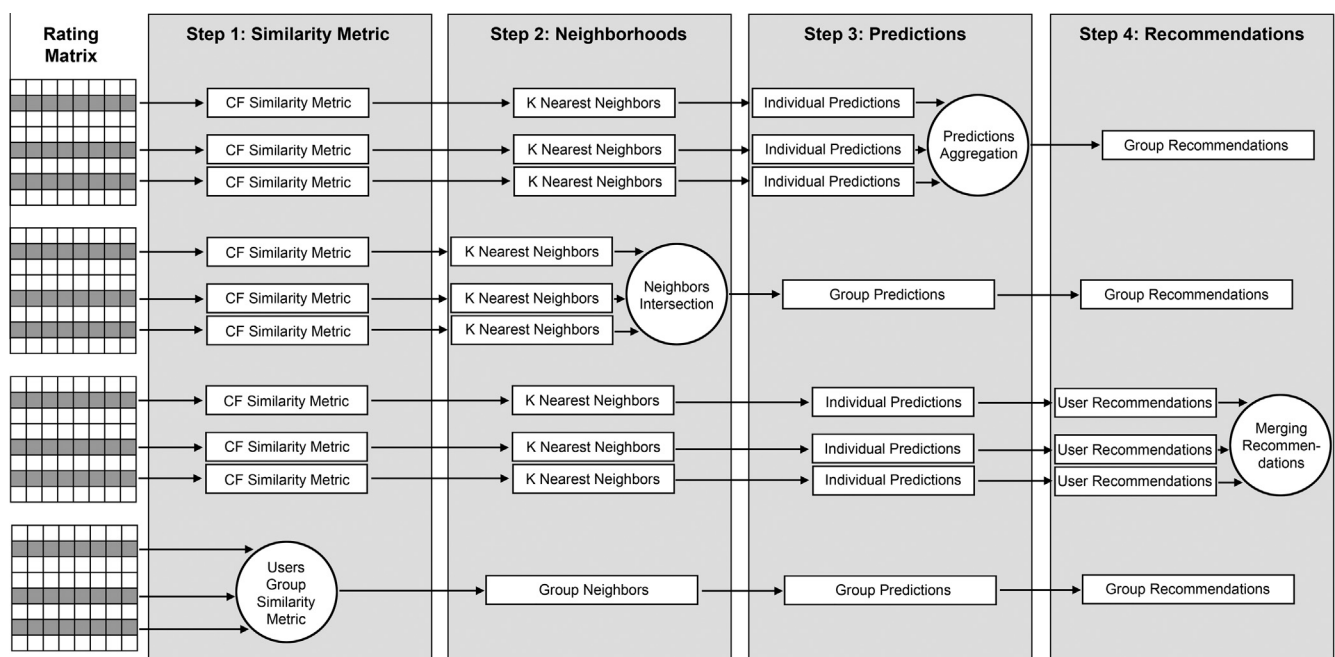 Rating
Matrix
Step 1: Similarity Metric
Step 2: Neighborhoods
Step 3: Predictions
Step 4: Recommendations
CF Similarity Metric
K Nearest Neighbors
Individual Predictions
CF Similarity Metric
K Nearest Neighbors
Individual Predictions
CF Similarity Metric
K Nearest Neighbors
Individual Predictions
Predictions
Aggregation
Group Recommendations
CF Similarity Metric
K Nearest Neighbors
CF Similarity Metric
K Nearest Neighbors
CF Similarity Metric
K Nearest Neighbors
Neighbors
Intersection
Group Predictions
Group Recommendations
CF Similarity Metric
K Nearest Neighbors
Individual Predictions
User Recommendations
CF Similarity Metric
K Nearest Neighbors
Individual Predictions
User Recommendations
CF Similarity Metric
K Nearest Neighbors
Individual Predictions
User Recommendations
Merging
Recommen-
dations
Users
Group
Similarity
Metric
Group Neighbors
Group Predictions
Group Recommendations